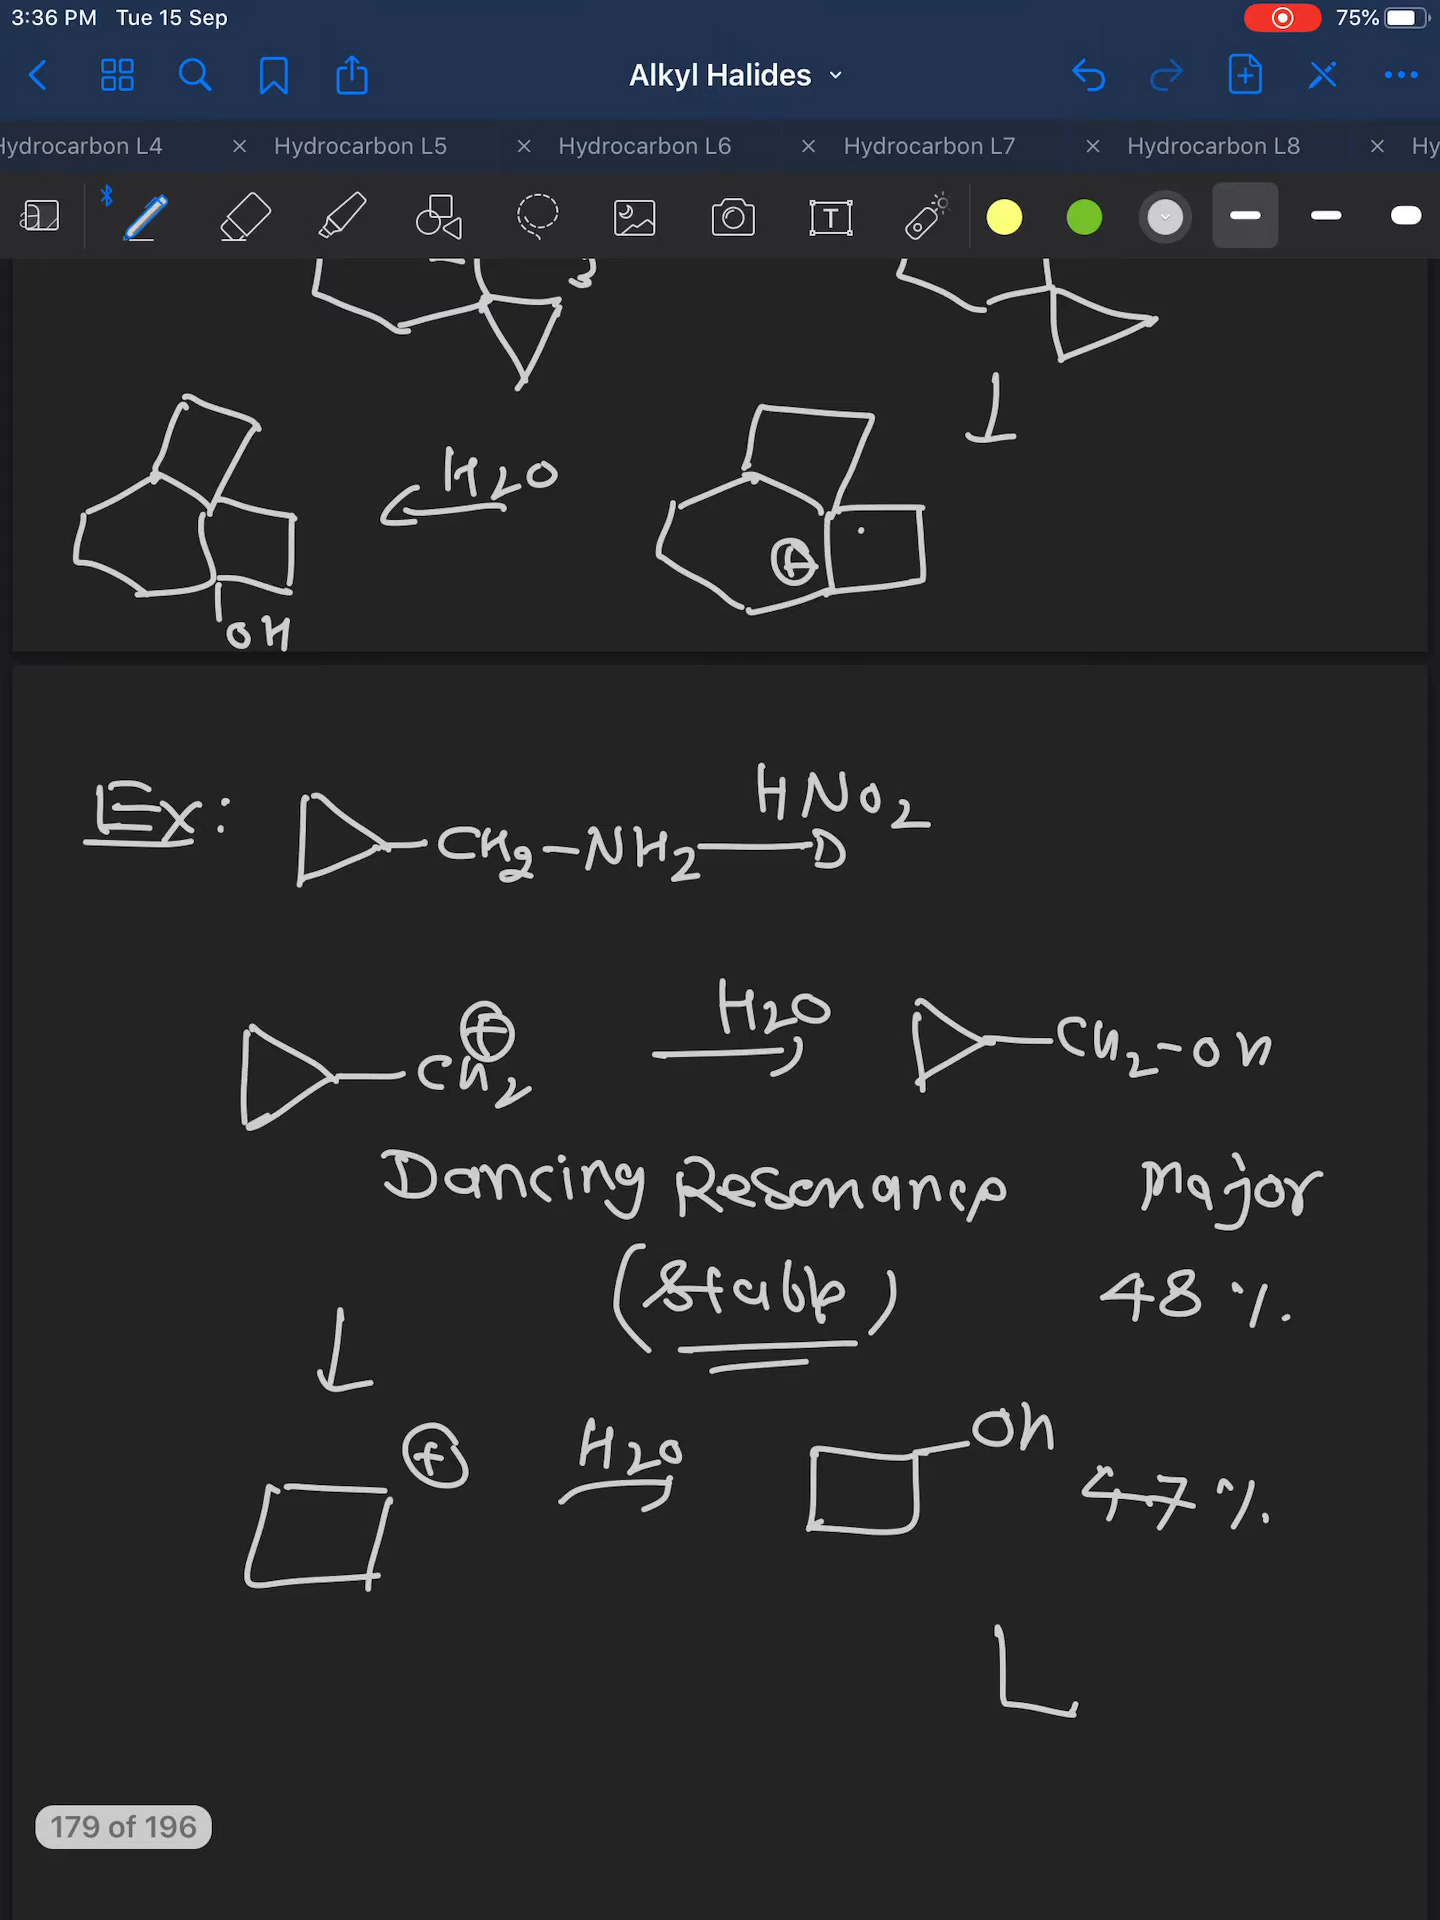 3:36 PM Tue 15 Sep 75%
Alkyl Halides
Hydrocarbon L4 × Hydrocarbon L5 × Hydrocarbon L6 × Hydrocarbon L7 × Hydrocarbon L8 × Hy
T
3
H2O
⊕
OH
Ex: CH2-NH2 HNO2
CH2 ⊕ H2O CH2-OH
Dancing Resonance Major
(Stable) 48 %.
⊕ H2O OH 47 %.
179 of 196